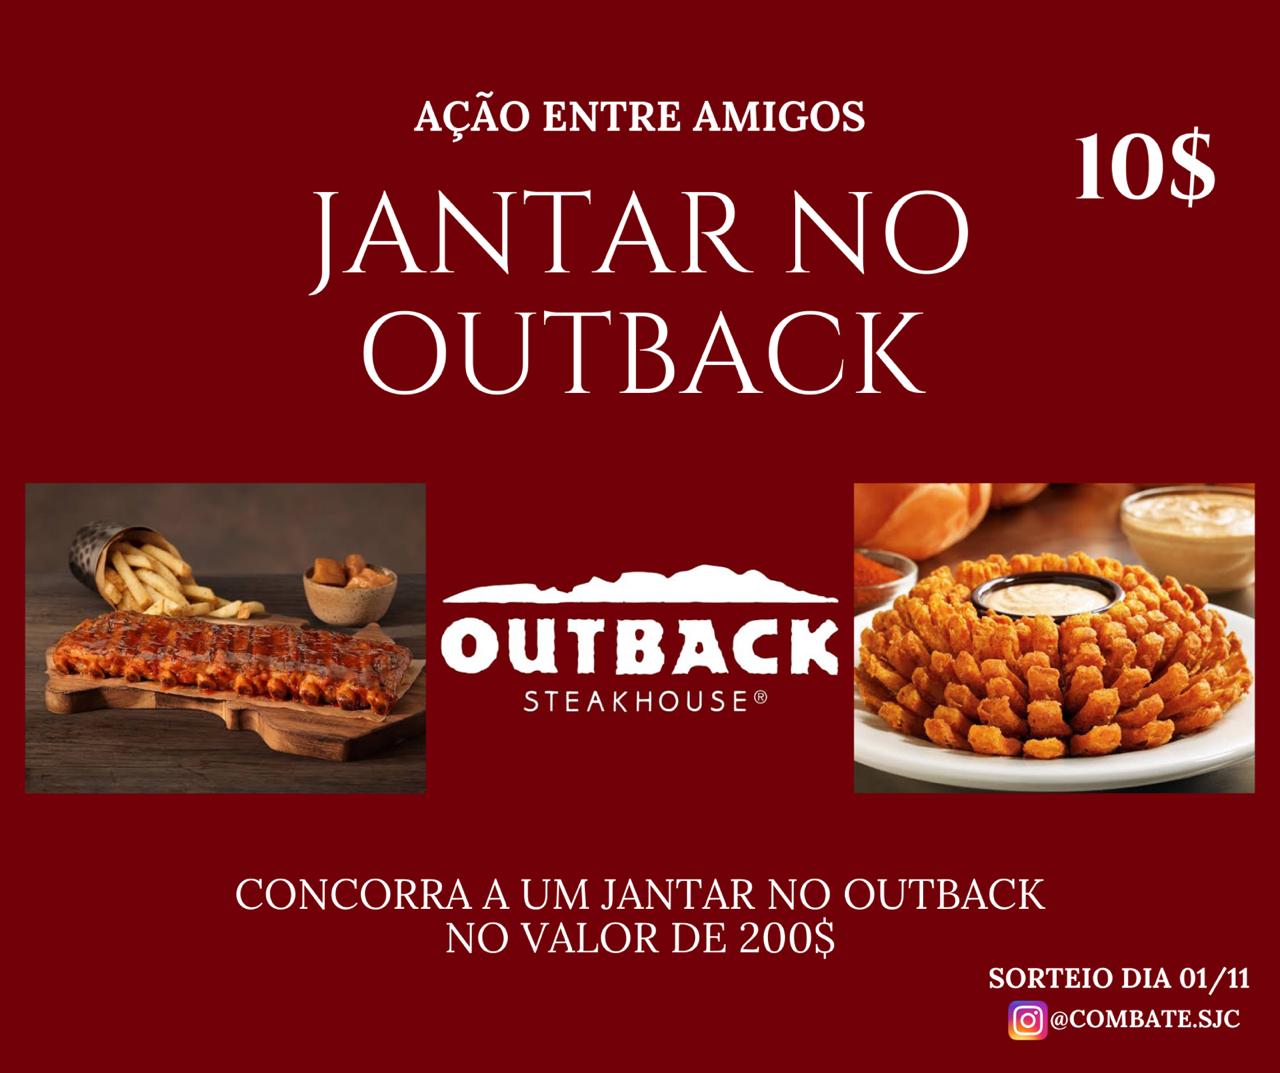 AÇÃO ENTRE AMIGOS
10$
JANTAR NO
OUTBACK
OUTBACK
STEAKHOUSE®
CONCORRA A UM JANTAR NO OUTBACK
NO VALOR DE 200$
SORTEIO DIA 01/11
@COMBATE.SJC